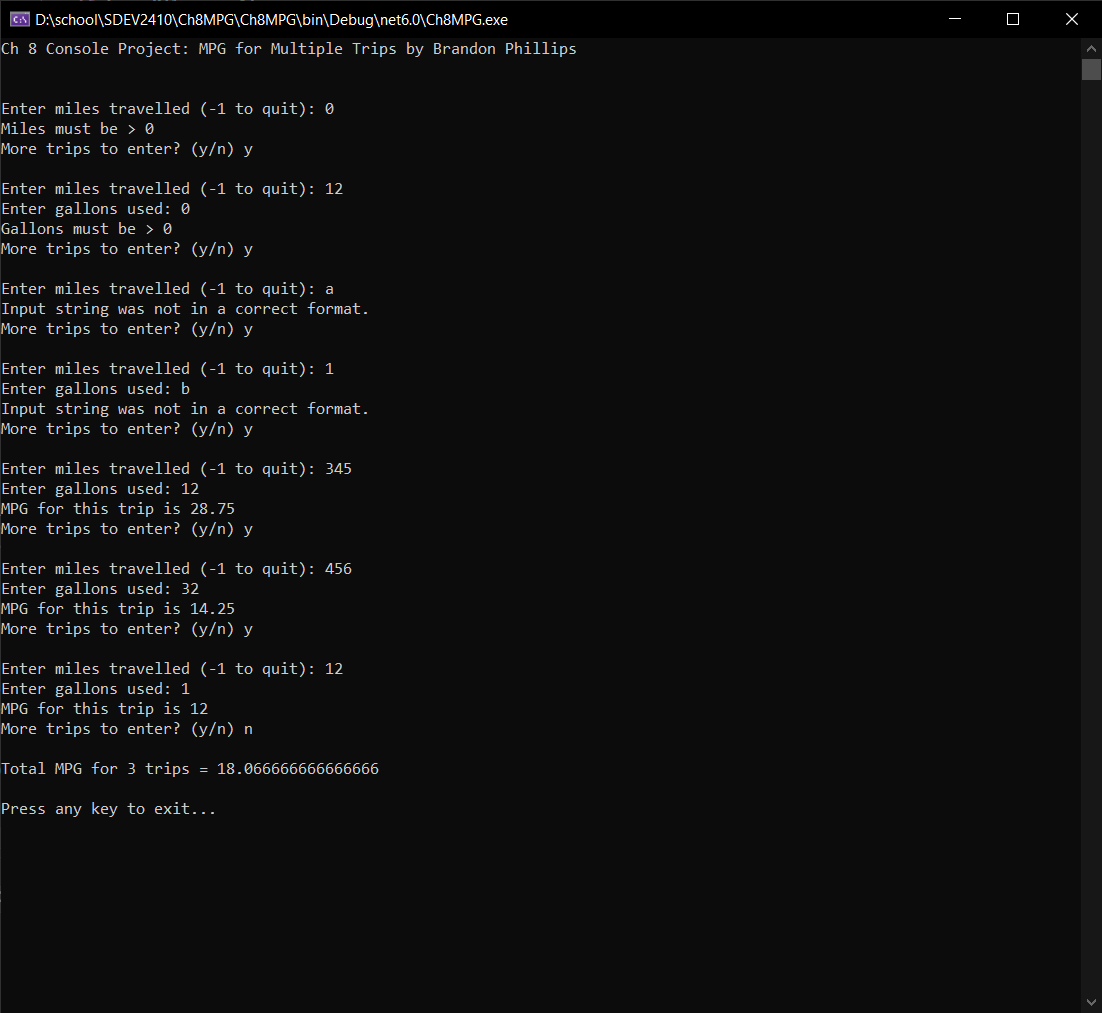 D:\school\SDEV2410\Ch8MPG\Ch8MPG\bin\Debug\net6.0\Ch8MPG.exe
Ch 8 Console Project: MPG for Multiple Trips by Brandon Phillips
Enter miles travelled (-1 to quit): 0
Miles must be > 0
More trips to enter? (y/n) y
Enter miles travelled (-1 to quit): 12
Enter gallons used: 0
Gallons must be > 0
More trips to enter? (y/n) y
Enter miles travelled (-1 to quit): a
Input string was not in a correct format.
More trips to enter? (y/n) y
Enter miles travelled (-1 to quit): 1
Enter gallons used: b
Input string was not in a correct format.
More trips to enter? (y/n) y
Enter miles travelled (-1 to quit): 345
Enter gallons used: 12
MPG for this trip is 28.75
More trips to enter? (y/n) y
Enter miles travelled (-1 to quit): 456
Enter gallons used: 32
MPG for this trip is 14.25
More trips to enter? (y/n) y
Enter miles travelled (-1 to quit): 12
Enter gallons used: 1
MPG for this trip is 12
More trips to enter? (y/n) n
Total MPG for 3 trips = 18.066666666666666
Press any key to exit...